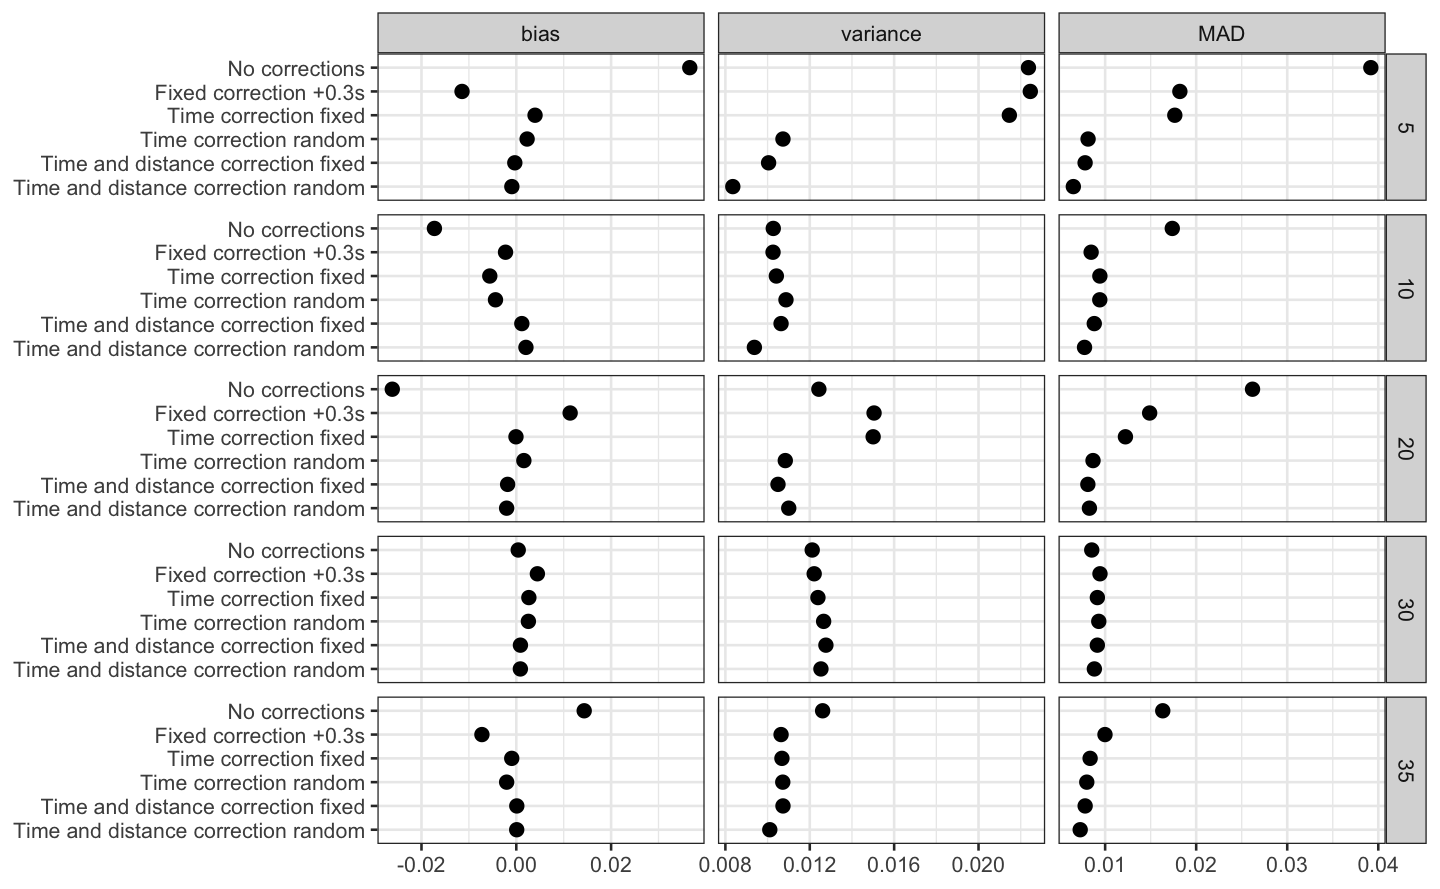 bias variance MAD
No corrections
Fixed correction +0.3s
Time correction fixed
Time correction random
Time and distance correction fixed
Time and distance correction random
5
No corrections
Fixed correction +0.3s
Time correction fixed
Time correction random
Time and distance correction fixed
Time and distance correction random
10
No corrections
Fixed correction +0.3s
Time correction fixed
Time correction random
Time and distance correction fixed
Time and distance correction random
20
No corrections
Fixed correction +0.3s
Time correction fixed
Time correction random
Time and distance correction fixed
Time and distance correction random
30
No corrections
Fixed correction +0.3s
Time correction fixed
Time correction random
Time and distance correction fixed
Time and distance correction random
35
-0.02 0.00 0.02 0.008 0.012 0.016 0.020 0.01 0.02 0.03 0.04